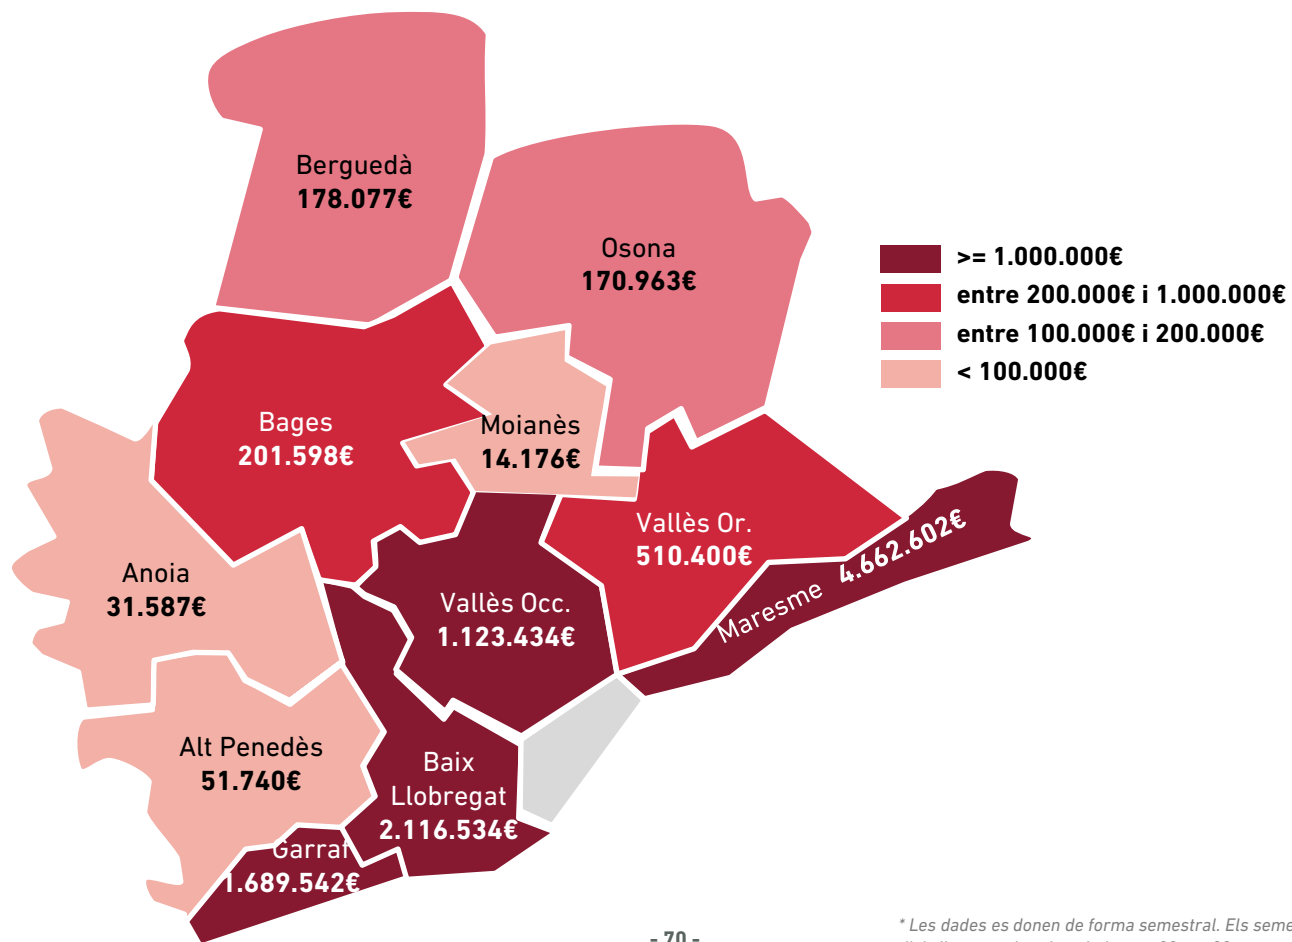 Berguedà
178.077€
Osona
170.963€
>= 1.000.000€
entre 200.000€ i 1.000.000€
entre 100.000€ i 200.000€
< 100.000€
Bages
201.598€
Moianès
14.176€
Vallès Or.
510.400€
Maresme 4.662.602€
Anoia
31.587€
Vallès Occ.
1.123.434€
Alt Penedès
51.740€
Baix
Llobregat
2.116.534€
Garraf
1.689.542€
- 70 -
* Les dades es donen de forma semestral. Els seme